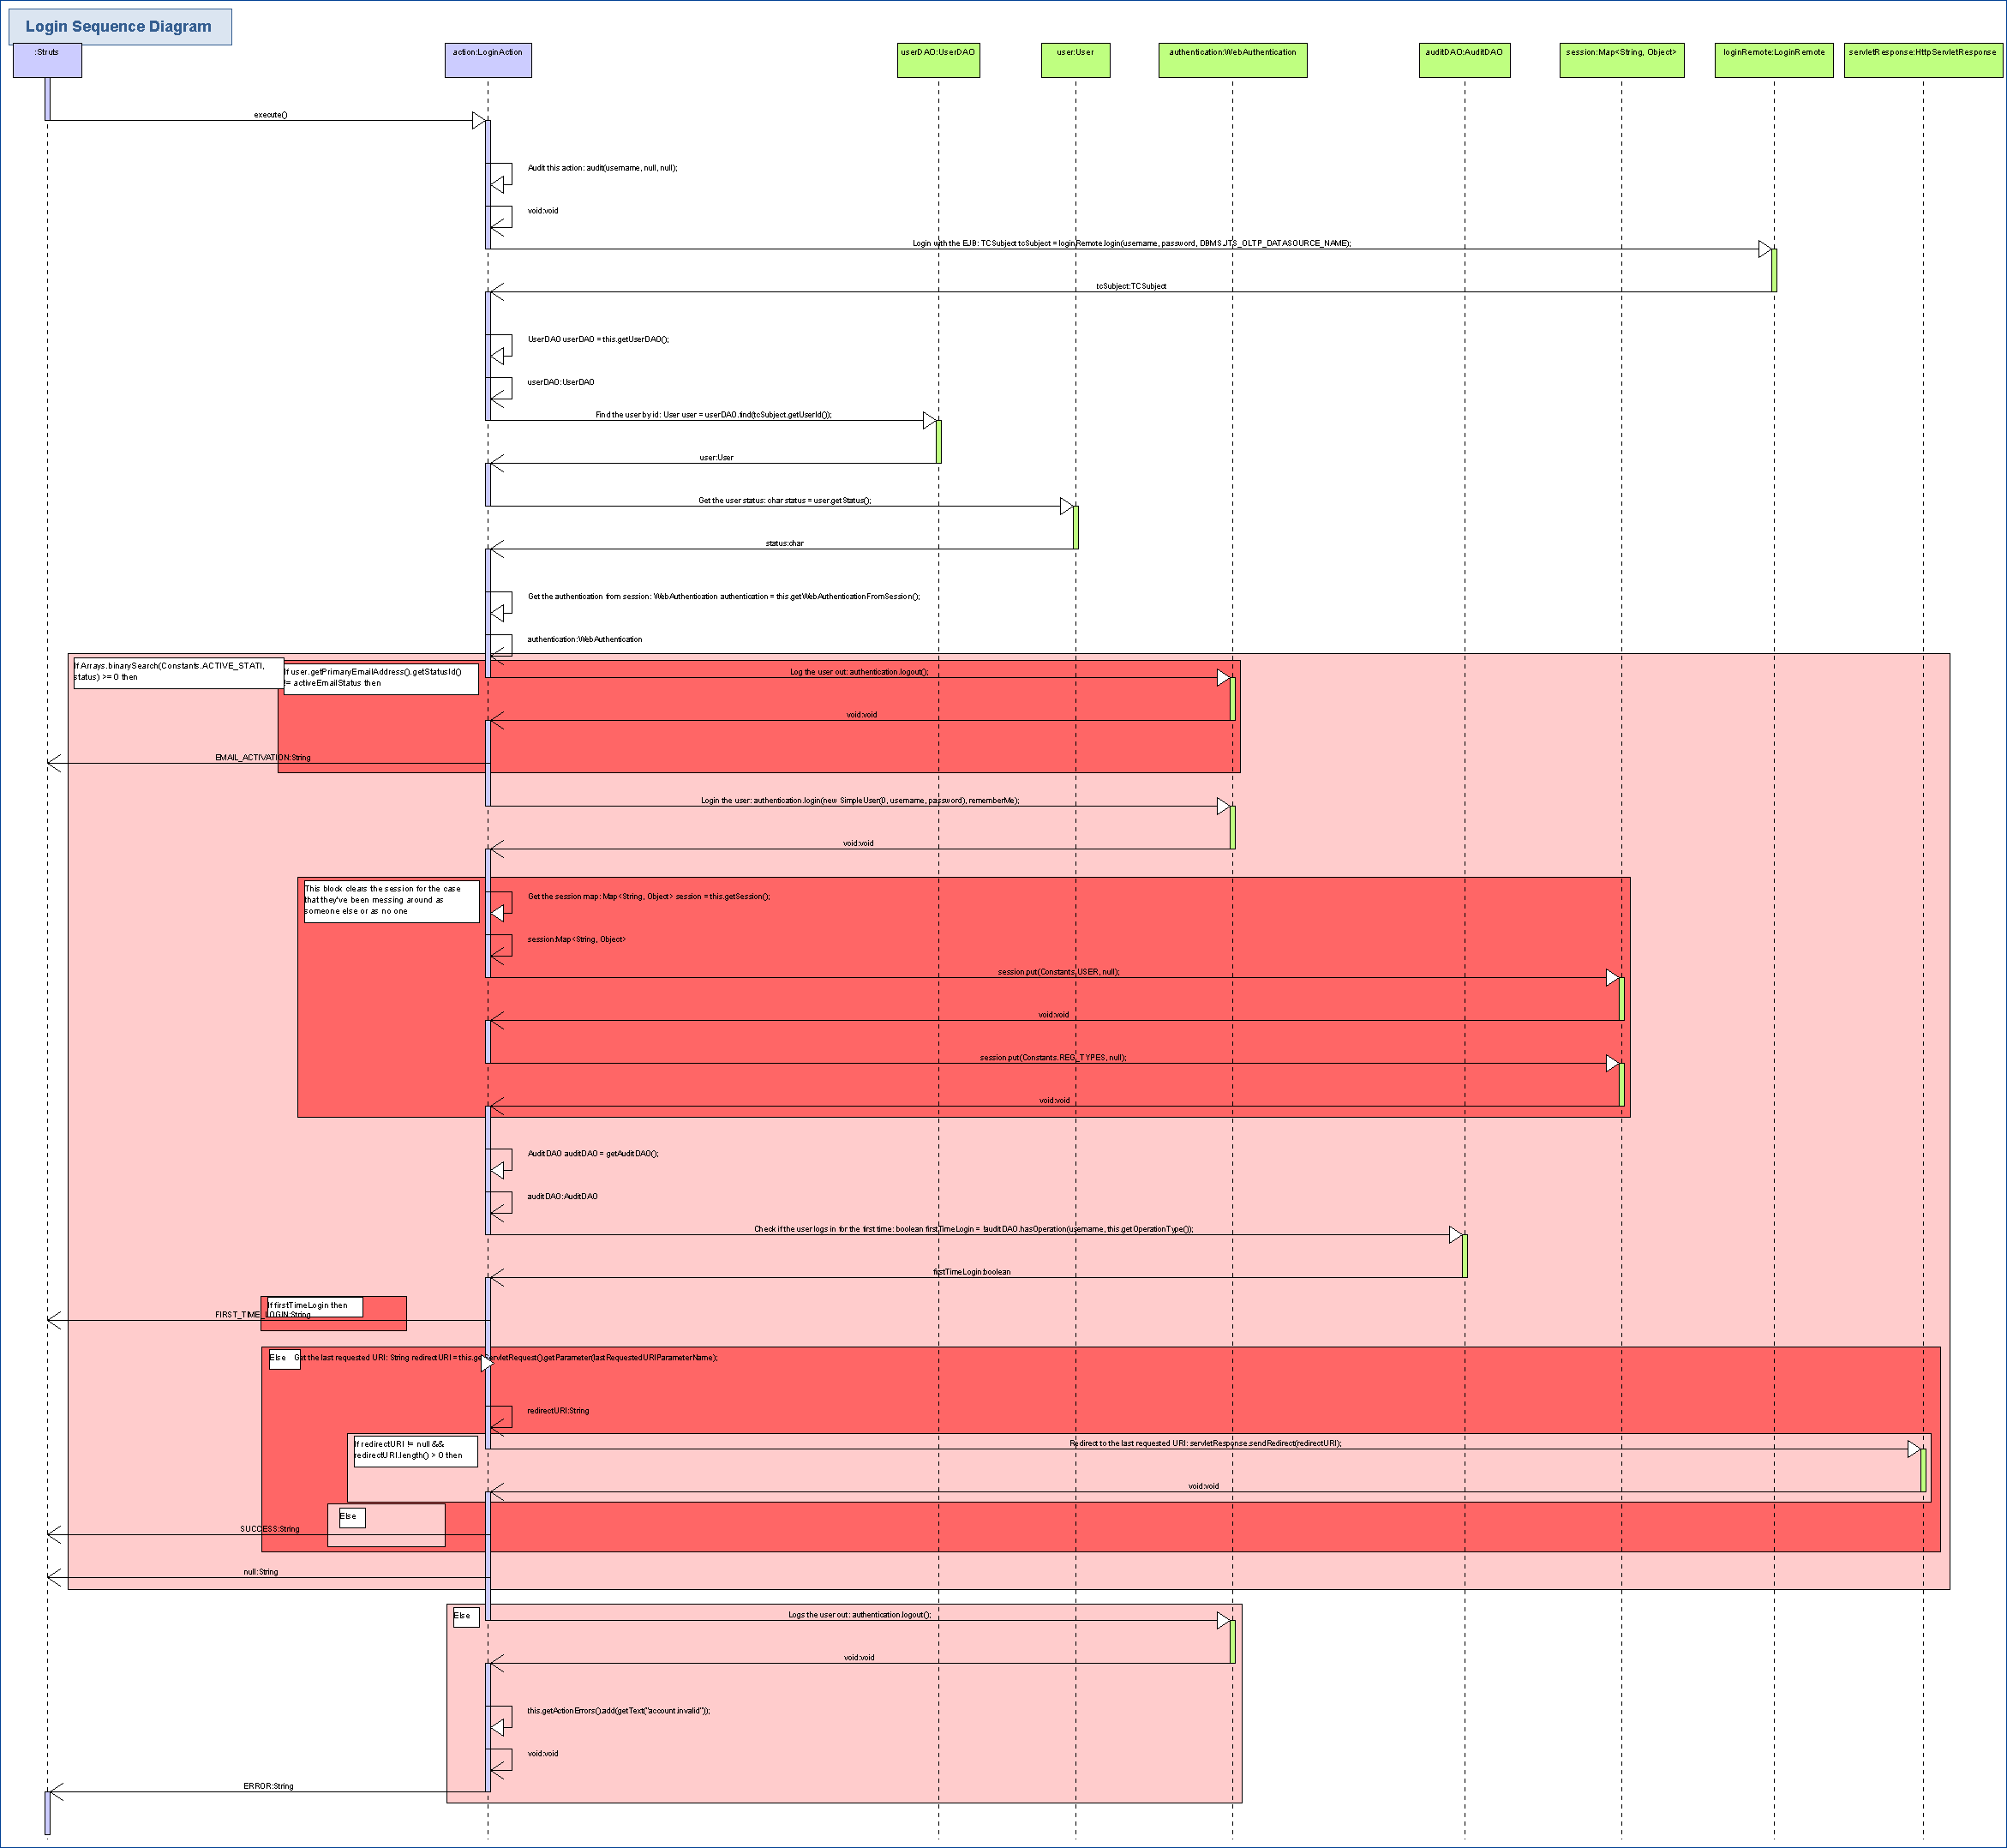 Login Sequence Diagram
:Struts
action:LoginAction
userDAO:UserDAO
user:User
authentication:WebAuthentication
auditDAO:AuditDAO
session:Map<String, Object>
loginRemote:LoginRemote
servletResponse:HttpServletResponse
execute()
Audit this action: audit(username, null, null);
void:void
Login with the EJB: TCSubject tcSubject = loginRemote.login(username, password, DBMS.JTS_OLTP_DATASOURCE_NAME);
tcSubject:TCSubject
UserDAO userDAO = this.getUserDAO();
userDAO:UserDAO
Find the user by id: User user = userDAO.find(tcSubject.getUserId());
user:User
Get the user status: char status = user.getStatus();
status:char
Get the authentication from session: WebAuthentication authentication = this.getWebAuthenticationFromSession();
authentication:WebAuthentication
If Arrays.binarySearch(Constants.ACTIVE_STATI,
status) >= 0 then
If user.getPrimaryEmailAddress().getStatusId()
!= activeEmailStatus then
Log the user out: authentication.logout();
void:void
EMAIL_ACTIVATION:String
Login the user: authentication.login(new SimpleUser(0, username, password), rememberMe);
void:void
This block clears the session for the case
that they've been messing around as
someone else or as no one
Get the session map: Map<String, Object> session = this.getSession();
session:Map<String, Object>
session.put(Constants.USER, null);
void:void
session.put(Constants.REG_TYPES, null);
void:void
AuditDAO auditDAO = getAuditDAO();
auditDAO:AuditDAO
Check if the user logs in for the first time: boolean firstTimeLogin = !auditDAO.hasOperation(username, this.getOperationType());
firstTimeLogin:boolean
If firstTimeLogin then
FIRST_TIME_LOGIN:String
Else
Get the last requested URI: String redirectURI = this.getServletRequest().getParameter(lastRequestedURIParameterName);
redirectURI:String
If redirectURI != null &&
redirectURI.length() > 0 then
Redirect to the last requested URI: servletResponse.sendRedirect(redirectURI);
void:void
Else
SUCCESS:String
null:String
Else
Logs the user out: authentication.logout();
void:void
this.getActionErrors().add(getText("account.invalid"));
void:void
ERROR:String